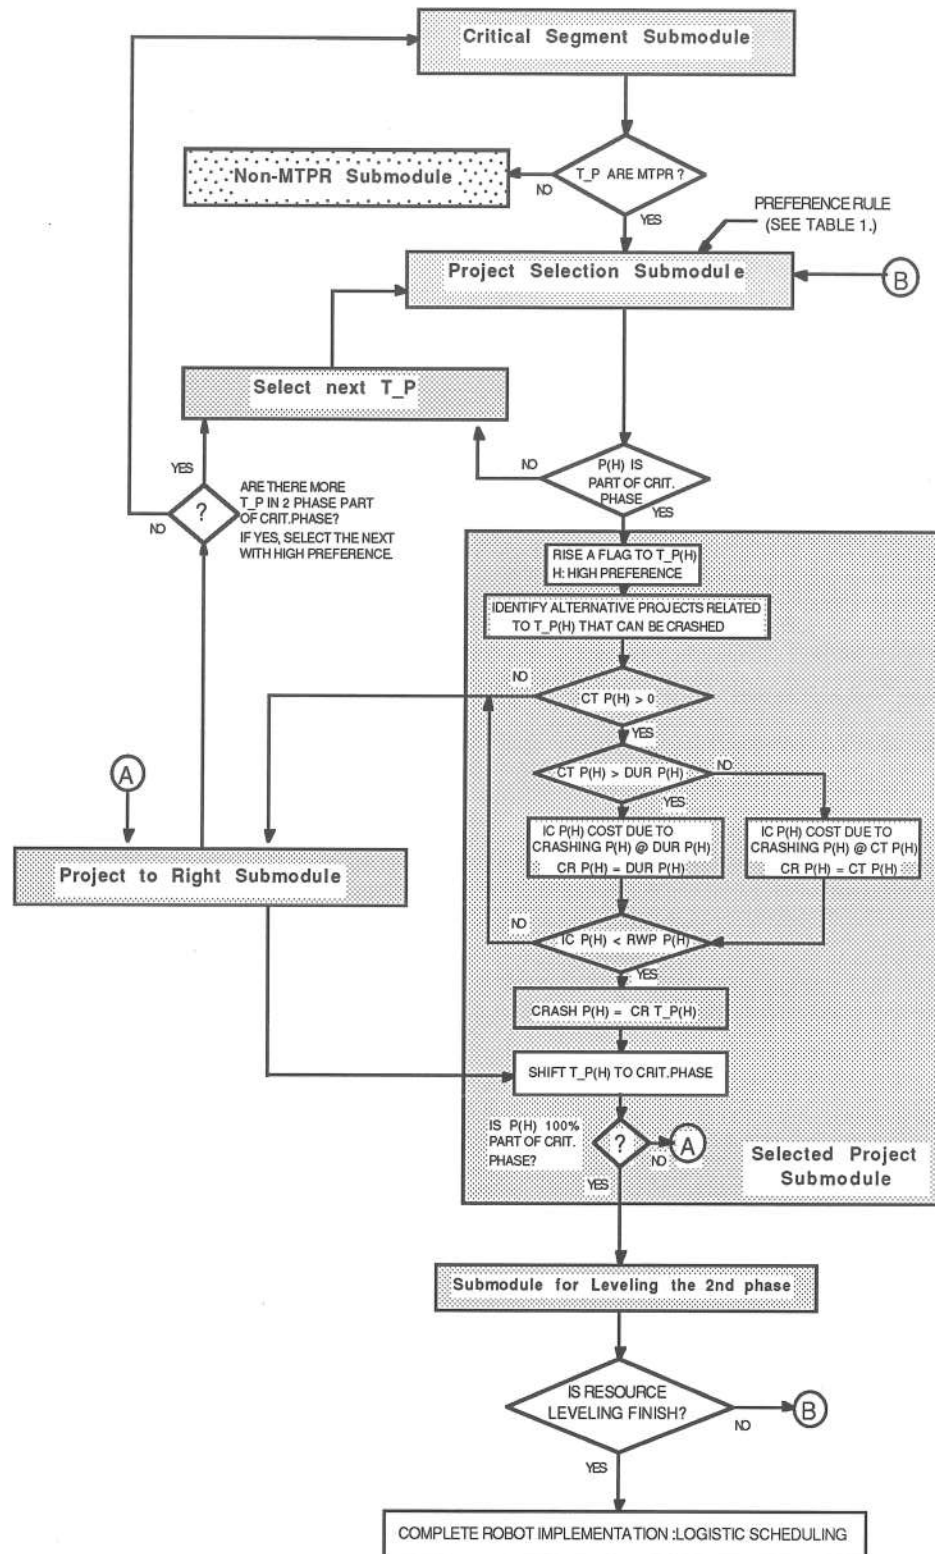 Critical Segment Submodule
T_P ARE MTPR ?
NO
YES
Non-MTPR Submodule
PREFERENCE RULE
(SEE TABLE 1.)
Project Selection Submodule
B
Select next T_P
NO
P(H) IS
PART OF CRIT.
PHASE
YES
YES
?
NO
ARE THERE MORE
T_P IN 2 PHASE PART
OF CRIT.PHASE?
IF YES, SELECT THE NEXT
WITH HIGH PREFERENCE.
RISE A FLAG TO T_P(H)
H: HIGH PREFERENCE
IDENTIFY ALTERNATIVE PROJECTS RELATED
TO T_P(H) THAT CAN BE CRASHED
NO
CT P(H) > 0
YES
CT P(H) > DUR P(H)
NO
YES
A
IC P(H) COST DUE TO
CRASHING P(H) @ DUR P(H)
CR P(H) = DUR P(H)
IC P(H) COST DUE TO
CRASHING P(H) @ CT P(H)
CR P(H) = CT P(H)
Project to Right Submodule
NO
IC P(H) < RWP P(H)
YES
CRASH P(H) = CR T_P(H)
SHIFT T_P(H) TO CRIT.PHASE
IS P(H) 100%
PART OF CRIT.
PHASE?
?
NO
A
YES
Selected Project
Submodule
Submodule for Leveling the 2nd phase
IS RESOURCE
LEVELING FINISH?
NO
B
YES
COMPLETE ROBOT IMPLEMENTATION :LOGISTIC SCHEDULING